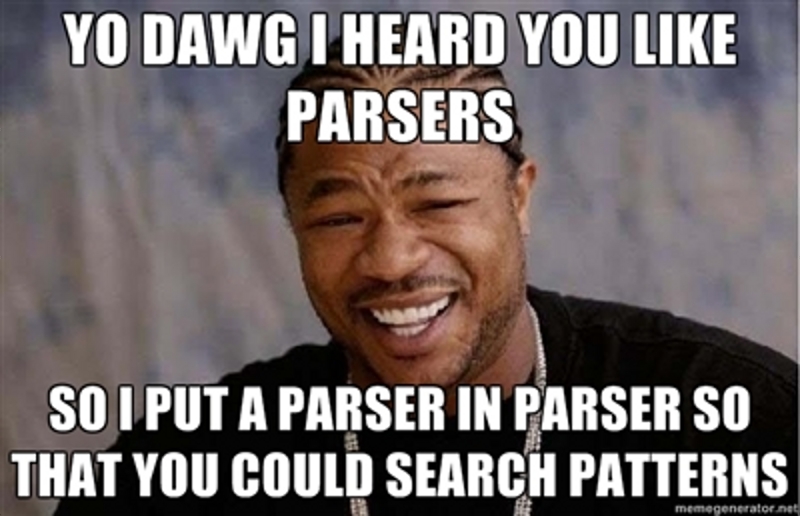 YO DAWG I HEARD YOU LIKE
PARSERS
SO I PUT A PARSER IN PARSER SO
THAT YOU COULD SEARCH PATTERNS
memegenerator.net